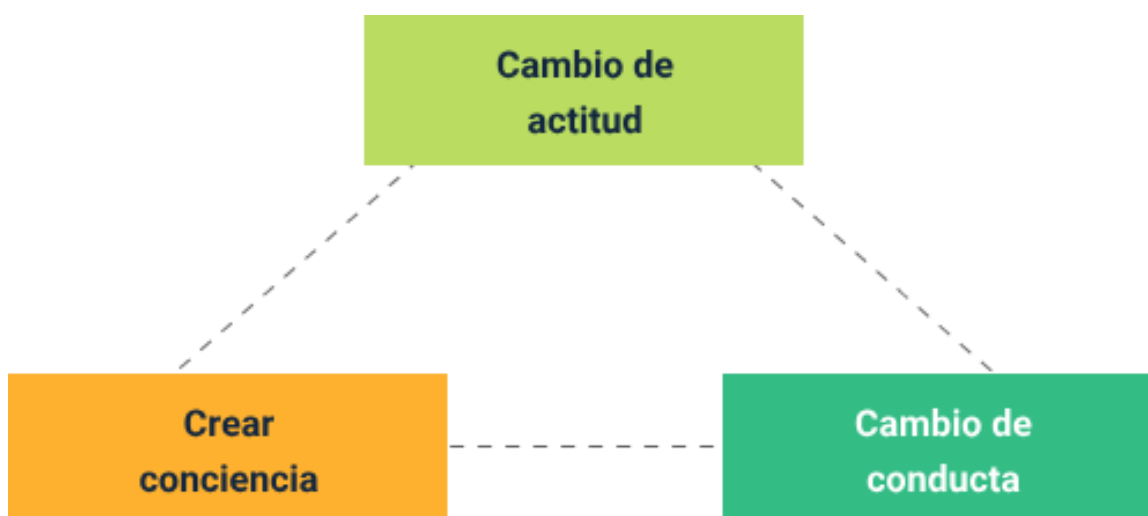 Cambio de
actitud
Crear
conciencia
Cambio de
conducta